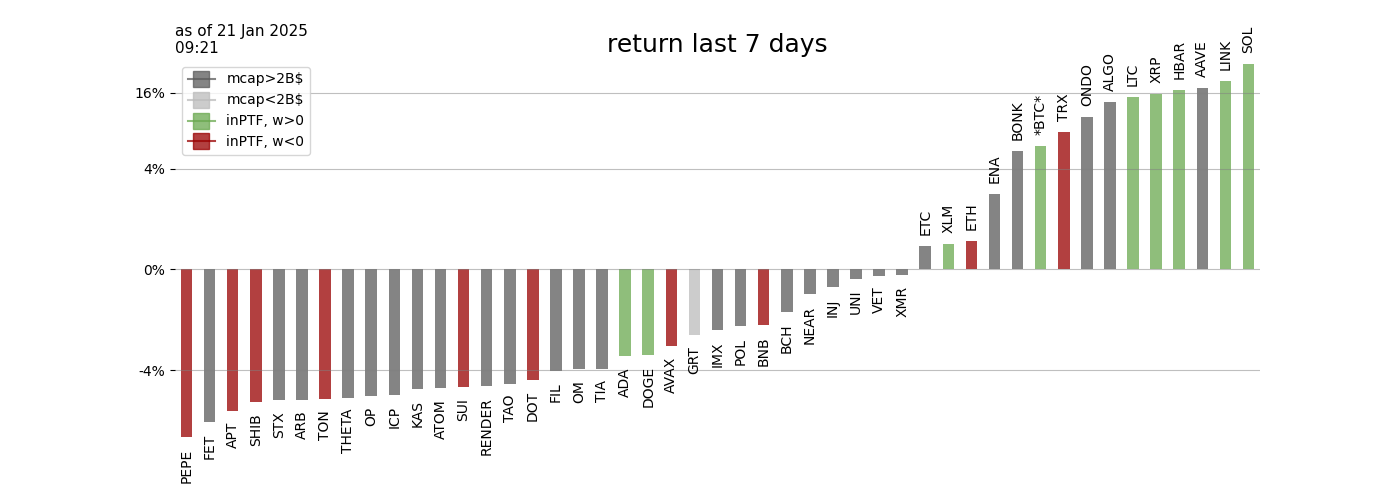 as of 21 Jan 2025
09:21
return last 7 days
mcap>2B$
mcap<2B$
inPTF, w>0
inPTF, w<0
16%
4%
0%
-4%
PEPE
FET
APT
SHIB
STX
ARB
TON
THETA
OP
ICP
KAS
ATOM
SUI
RENDER
TAO
DOT
FIL
OM
TIA
ADA
DOGE
AVAX
GRT
IMX
POL
BNB
BCH
NEAR
INJ
UNI
VET
XMR
ETC
XLM
ETH
ENA
BONK
*BTC*
TRX
ONDO
ALGO
LTC
XRP
HBAR
AAVE
LINK
SOL